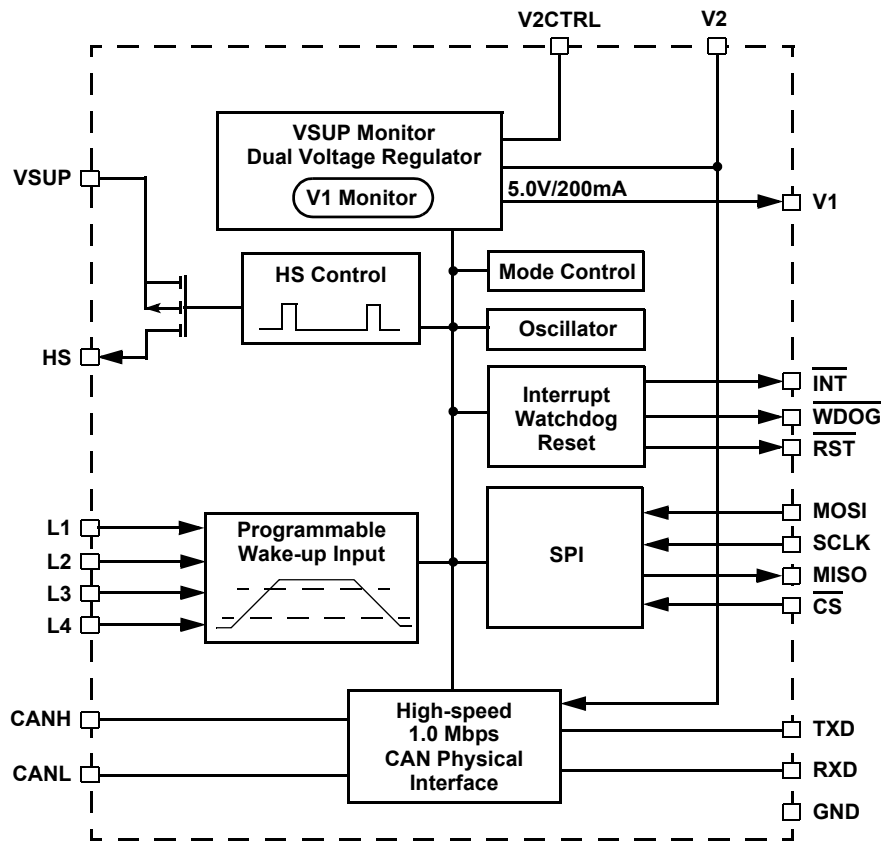 V2CTRL
V2
VSUP Monitor
Dual Voltage Regulator
V1 Monitor
VSUP
5.0V/200mA
V1
HS Control
Mode Control
Oscillator
HS
Interrupt
Watchdog
Reset
INT
WDOG
RST
L1
L2
L3
L4
Programmable
Wake-up Input
SPI
MOSI
SCLK
MISO
CS
CANH
CANL
High-speed
1.0 Mbps
CAN Physical
Interface
TXD
RXD
GND